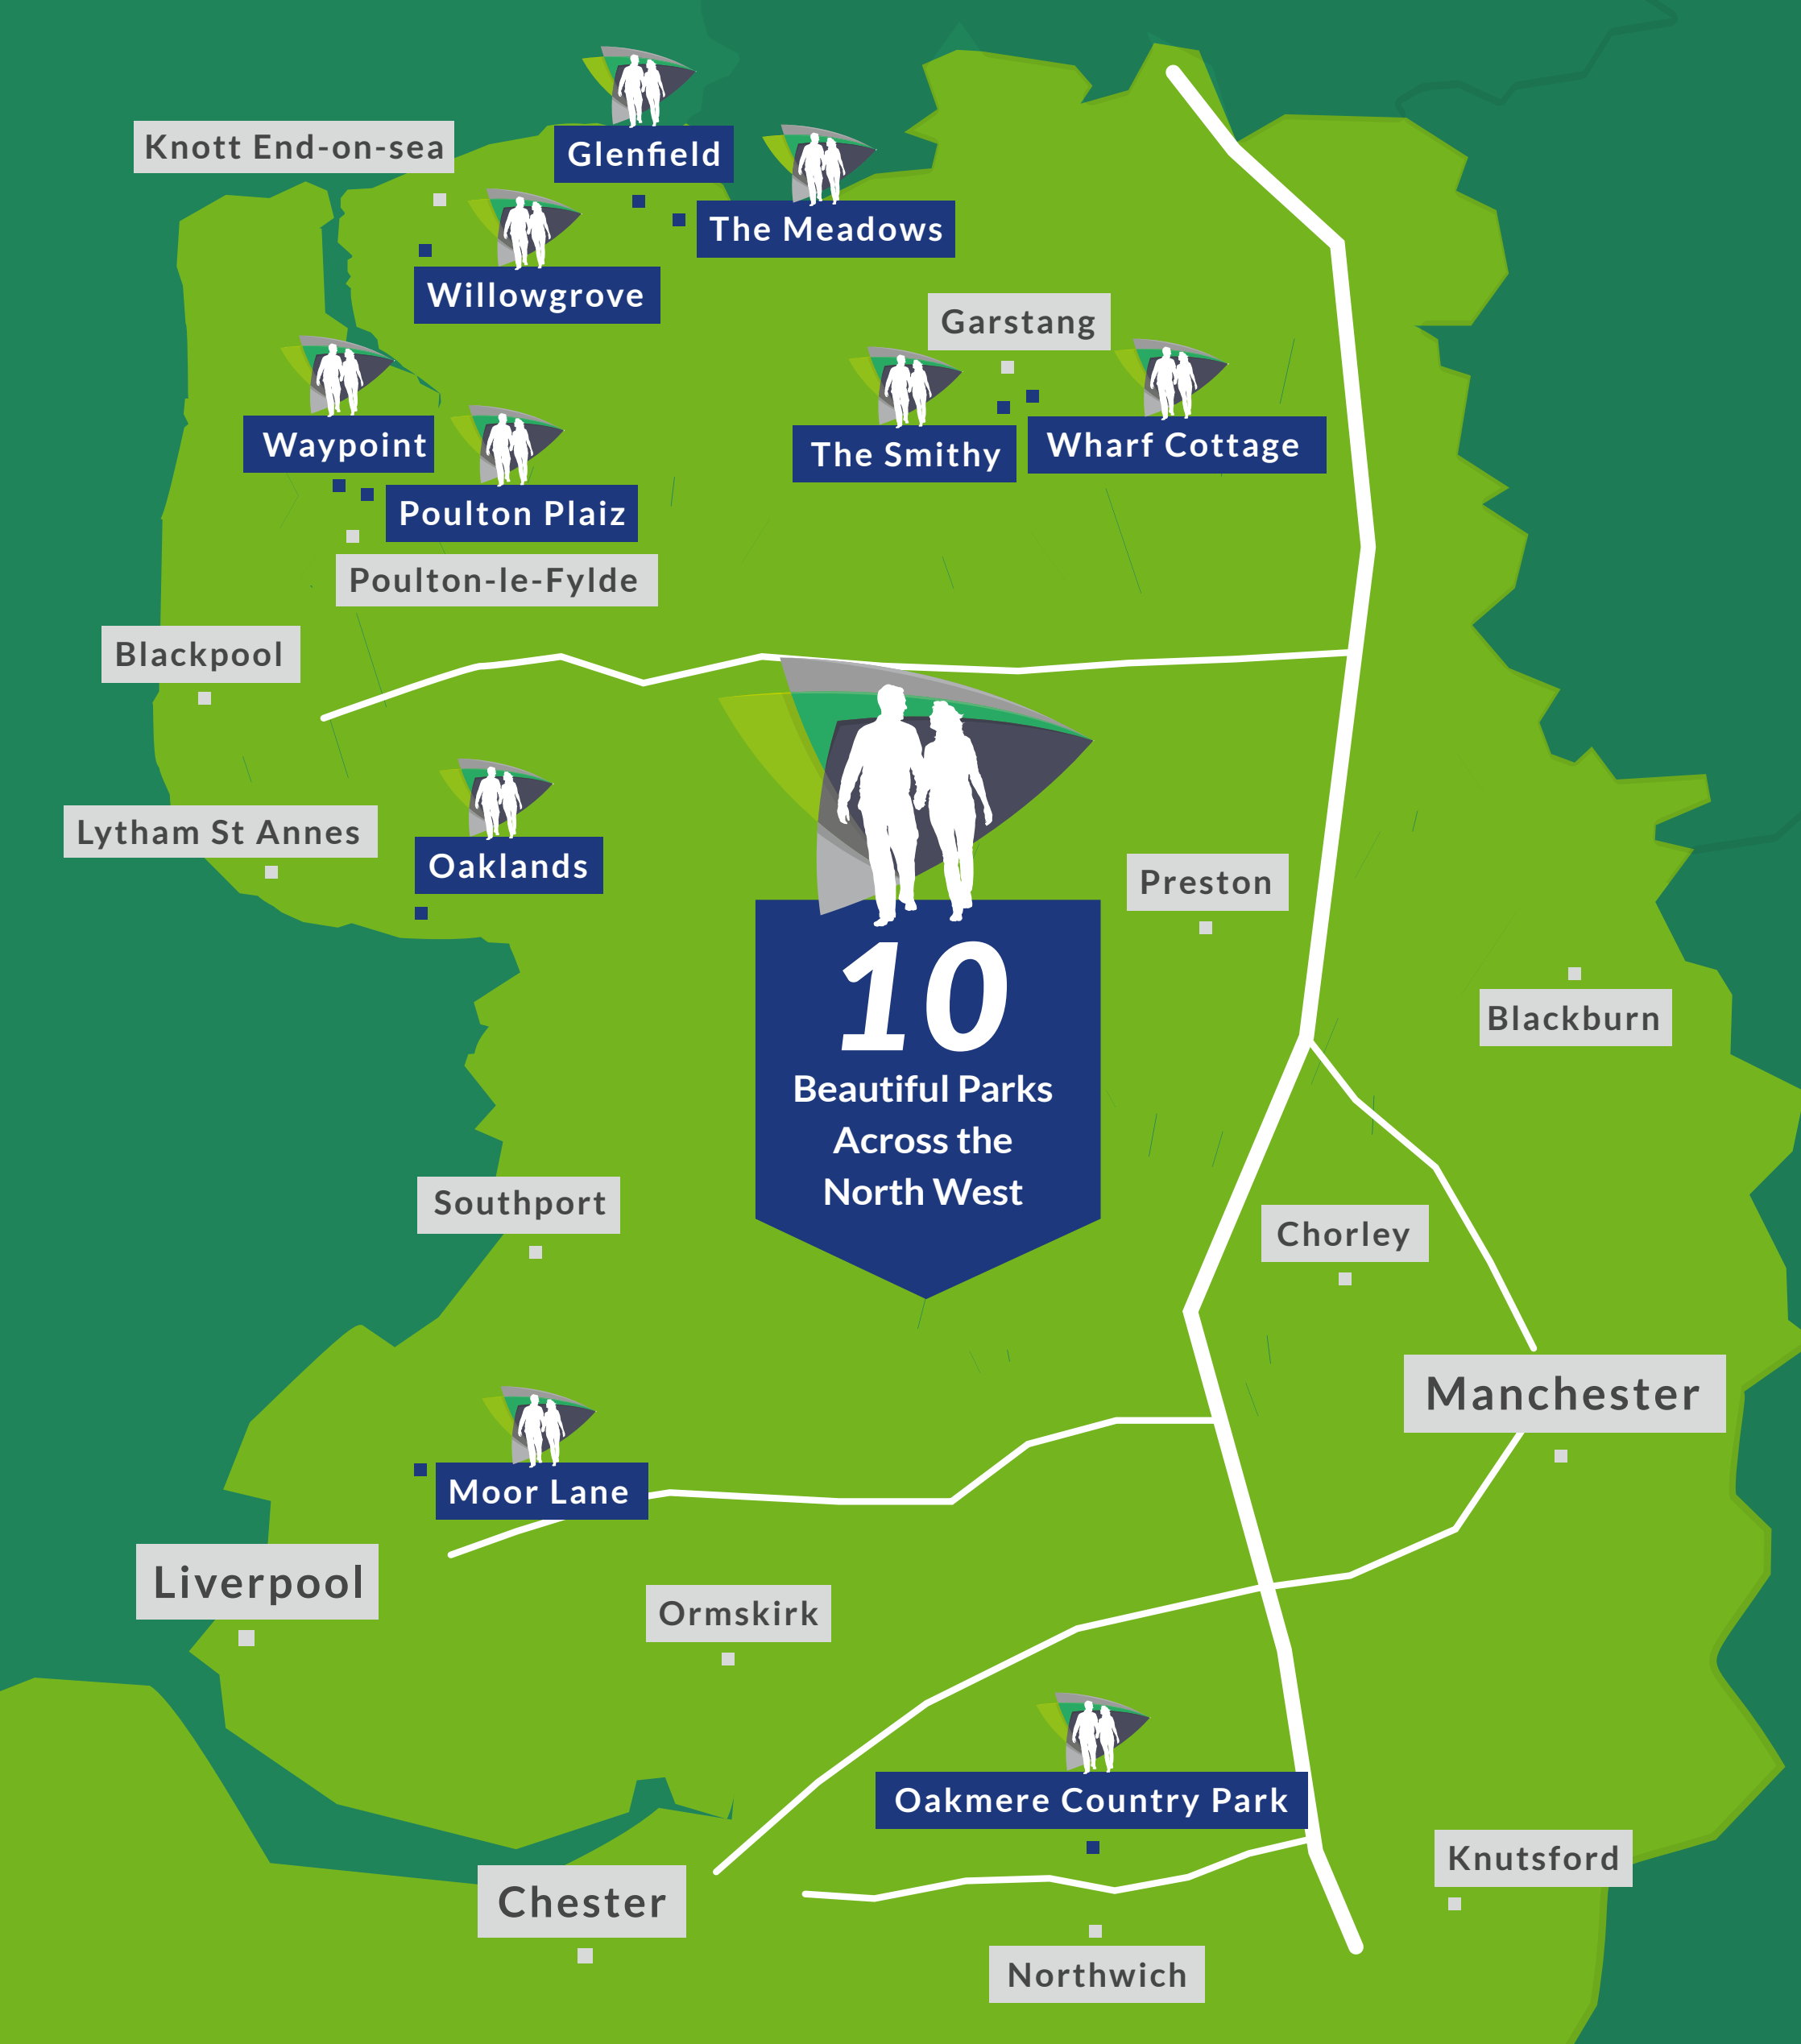 Knott End-on-sea
Glenfield
The Meadows
Willowgrove
Garstang
Waypoint
The Smithy
Wharf Cottage
Poulton Plaiz
Poulton-le-Fylde
Blackpool
Lytham St Annes
Oaklands
Preston
10
Beautiful Parks
Across the
North West
Blackburn
Southport
Chorley
Manchester
Moor Lane
Liverpool
Ormskirk
Oakmere Country Park
Knutsford
Chester
Northwich